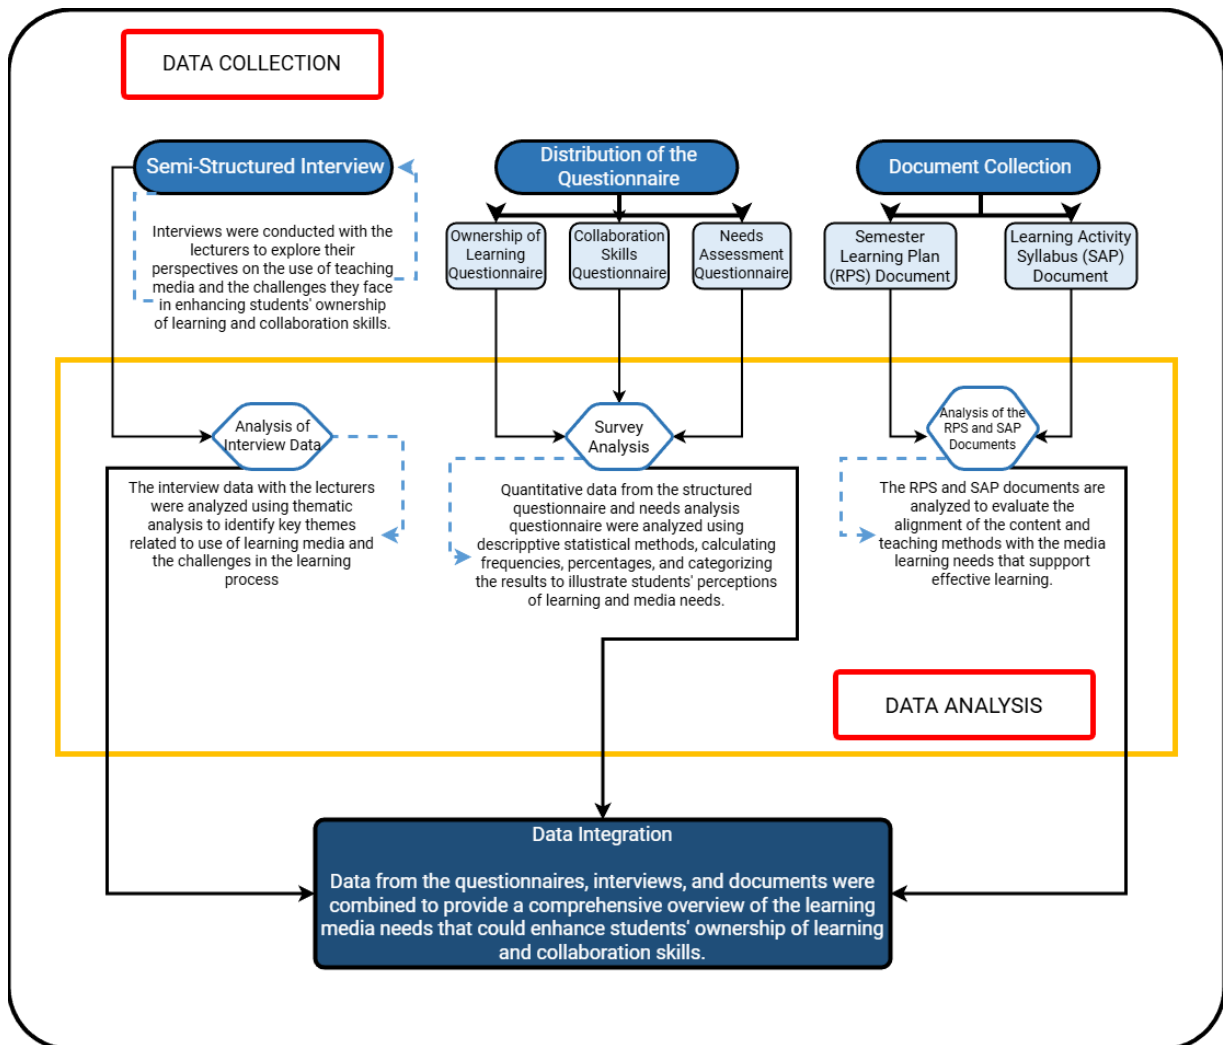 DATA COLLECTION
Semi-Structured Interview
Interviews were conducted with the
lecturers to explore their
perspectives on the use of teaching
media and the challenges they face
in enhancing students' ownership
of learning and collaboration skills.
Distribution of the
Questionnaire
Ownership of
Learning
Questionnaire
Collaboration
Skills
Questionnaire
Needs
Assessment
Questionnaire
Document Collection
Semester
Learning Plan
(RPS) Document
Learning Activity
Syllabus (SAP)
Document
Analysis of
Interview Data
The interview data with the lecturers
were analyzed using thematic
analysis to identify key themes
related to use of learning media and
the challenges in the learning
process
Survey
Analysis
Quantitative data from the structured
questionnaire and needs analysis
questionnaire were analyzed using
descripptive statistical methods, calculating
frequencies, percentages, and categorizing
the results to illustrate students' perceptions
of learning and media needs.
Analysis of the
RPS and SAP
Documents
The RPS and SAP documents are
analyzed to evaluate the
alignment of the content and
teaching methods with the media
learning needs that suppport
effective learning.
DATA ANALYSIS
Data Integration
Data from the questionnaires, interviews, and documents were
combined to provide a comprehensive overview of the learning
media needs that could enhance students' ownership of learning
and collaboration skills.